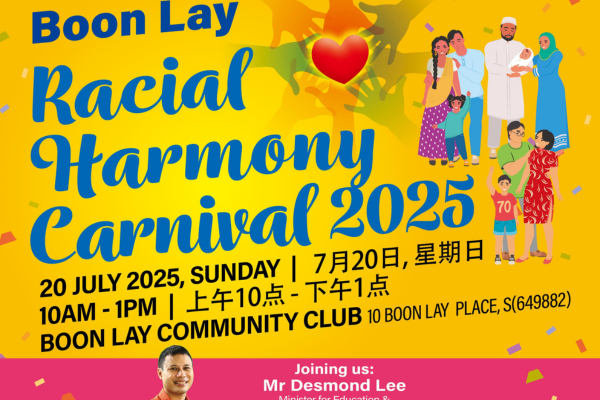 Boon Lay
Racial
Harmony
Carnival 2025
20 JULY 2025, SUNDAY | 7月20日, 星期日
10AM - 1PM | 上午10点 - 下午1点
BOON LAY COMMUNITY CLUB 10 BOON LAY PLACE, S(649882)
70
Joining us:
Mr Desmond Lee
Minister for Education &